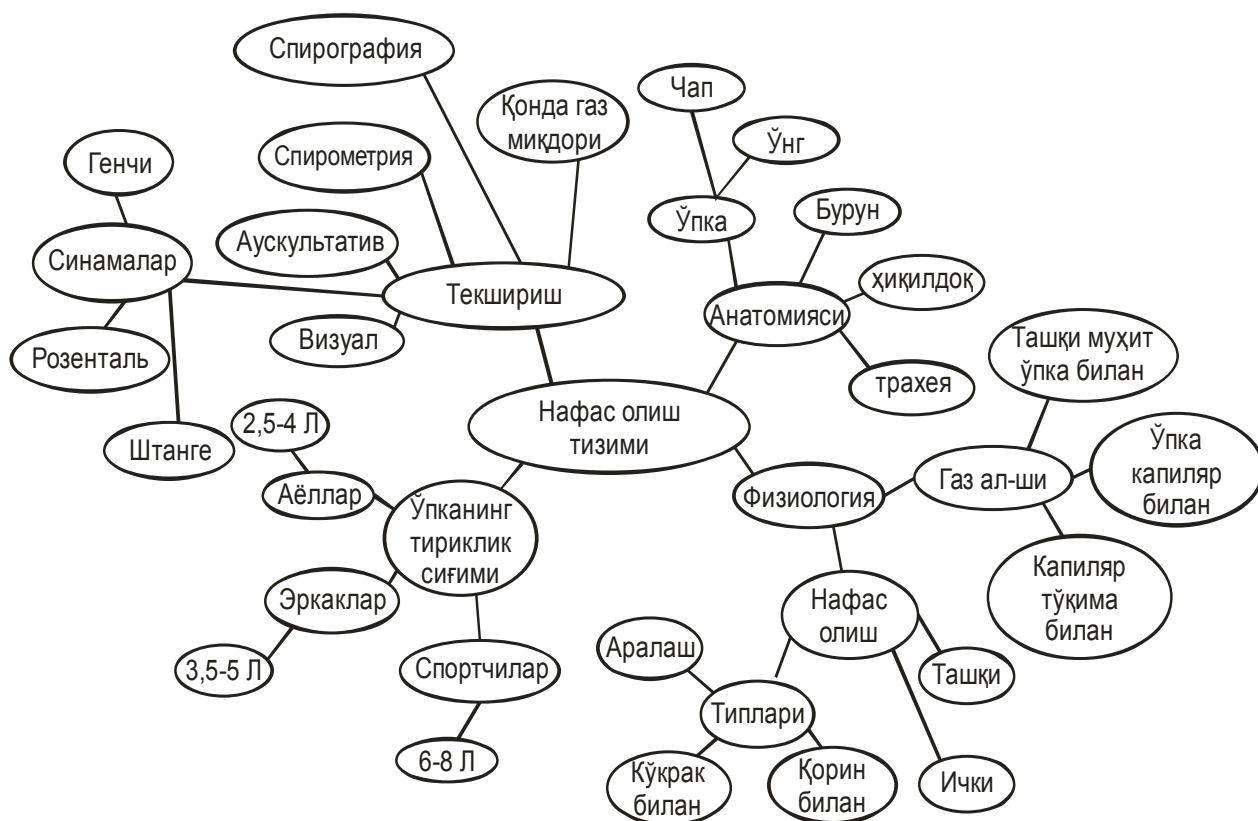 Спирография
Чап
Қонда газ
миқдори
Ўнг
Генчи
Спирометрия
Бурун
Ўпка
Аускультатив
Синамалар
ҳиқилдоқ
Текшириш
Анатомияси
Визуал
Розенталь
Ташқи муҳит
ўпка билан
трахея
2,5-4 Л
Нафас олиш
тизими
Штанге
Ўпка
капиляр
билан
Газ ал-ши
Аёллар
Физиология
Ўпканинг
тириклик
сиғими
Капиляр
тўқима
билан
Эркаклар
Нафас
олиш
Аралаш
3,5-5 Л
Спортчилар
Ташқи
Типлари
6-8 Л
Кўкрак
билан
Қорин
билан
Ички